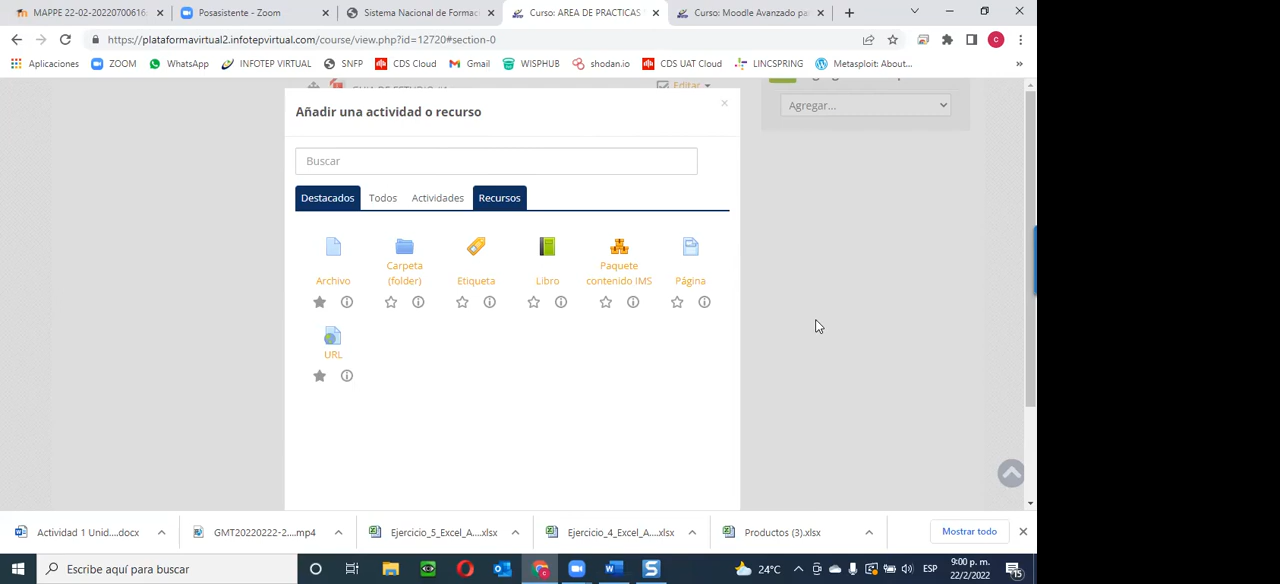 MAPPE 22-02-20220700616:
Posasistente - Zoom
Sistema Nacional de Formaci
Curso: AREA DE PRACTICAS
Curso: Moodle Avanzado pa
https://plataformavirtual2.infotepvirtual.com/course/view.php?id=12720#section-0
C
Aplicaciones
ZOOM
WhatsApp
INFOTEP VIRTUAL
SNFP
CDS Cloud
Gmail
WISPHUB
shodan.io
CDS UAT Cloud
LINCSPRING
Metasploit: About...
»
Editar
Añadir una actividad o recurso
×
Agregar...
Buscar
Destacados
Todos
Actividades
Recursos
Archivo
Carpeta
(folder)
Etiqueta
Libro
Paquete
contenido IMS
Página
URL
Actividad 1 Unid....docx
GMT20220222-2....mp4
Ejercicio_5_Excel_A....xlsx
Ejercicio_4_Excel_A....xlsx
Productos (3).xlsx
Mostrar todo
Escribe aquí para buscar
24°C
ESP
9:00 p. m.
22/2/2022
15